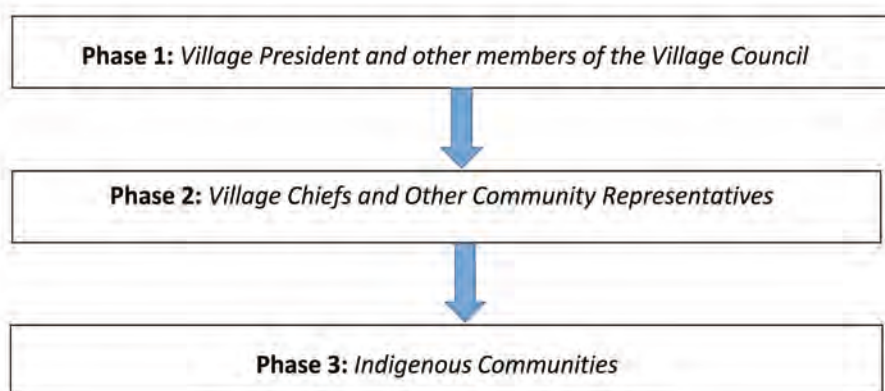 Phase 1: Village President and other members of the Village Council
Phase 2: Village Chiefs and Other Community Representatives
Phase 3: Indigenous Communities